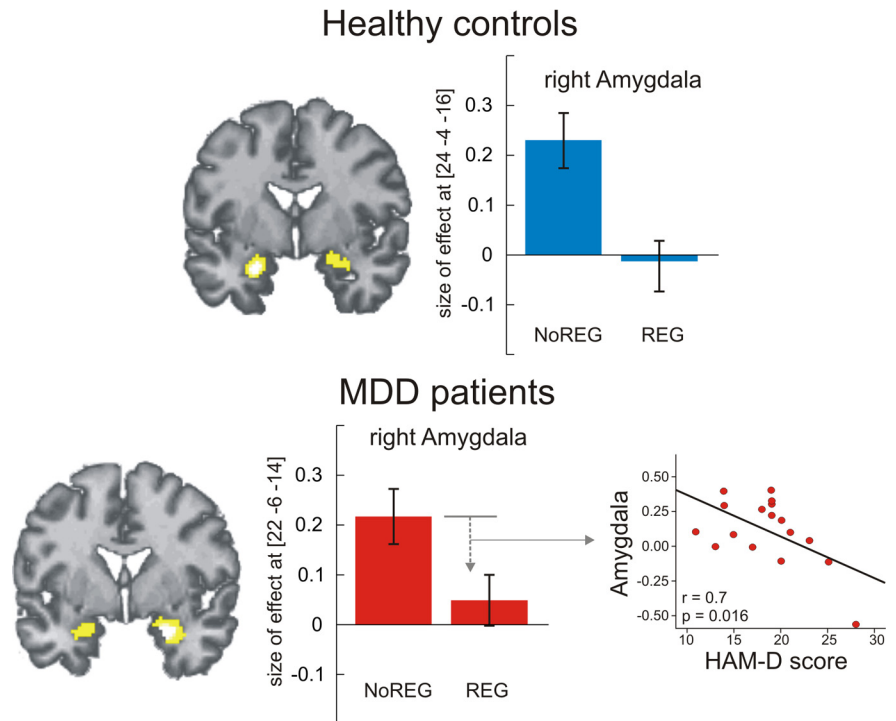 Healthy controls
right Amygdala
size of effect at [24 -4 -16]
0.3
0.2
0.1
0
-0.1
NoREG REG
MDD patients
right Amygdala
size of effect at [22 -6 -14]
0.3
0.2
0.1
0
-0.1
NoREG REG
Amygdala
0.50
0.25
0.00
-0.25
-0.50
r = 0.7
p = 0.016
10 15 20 25 30
HAM-D score